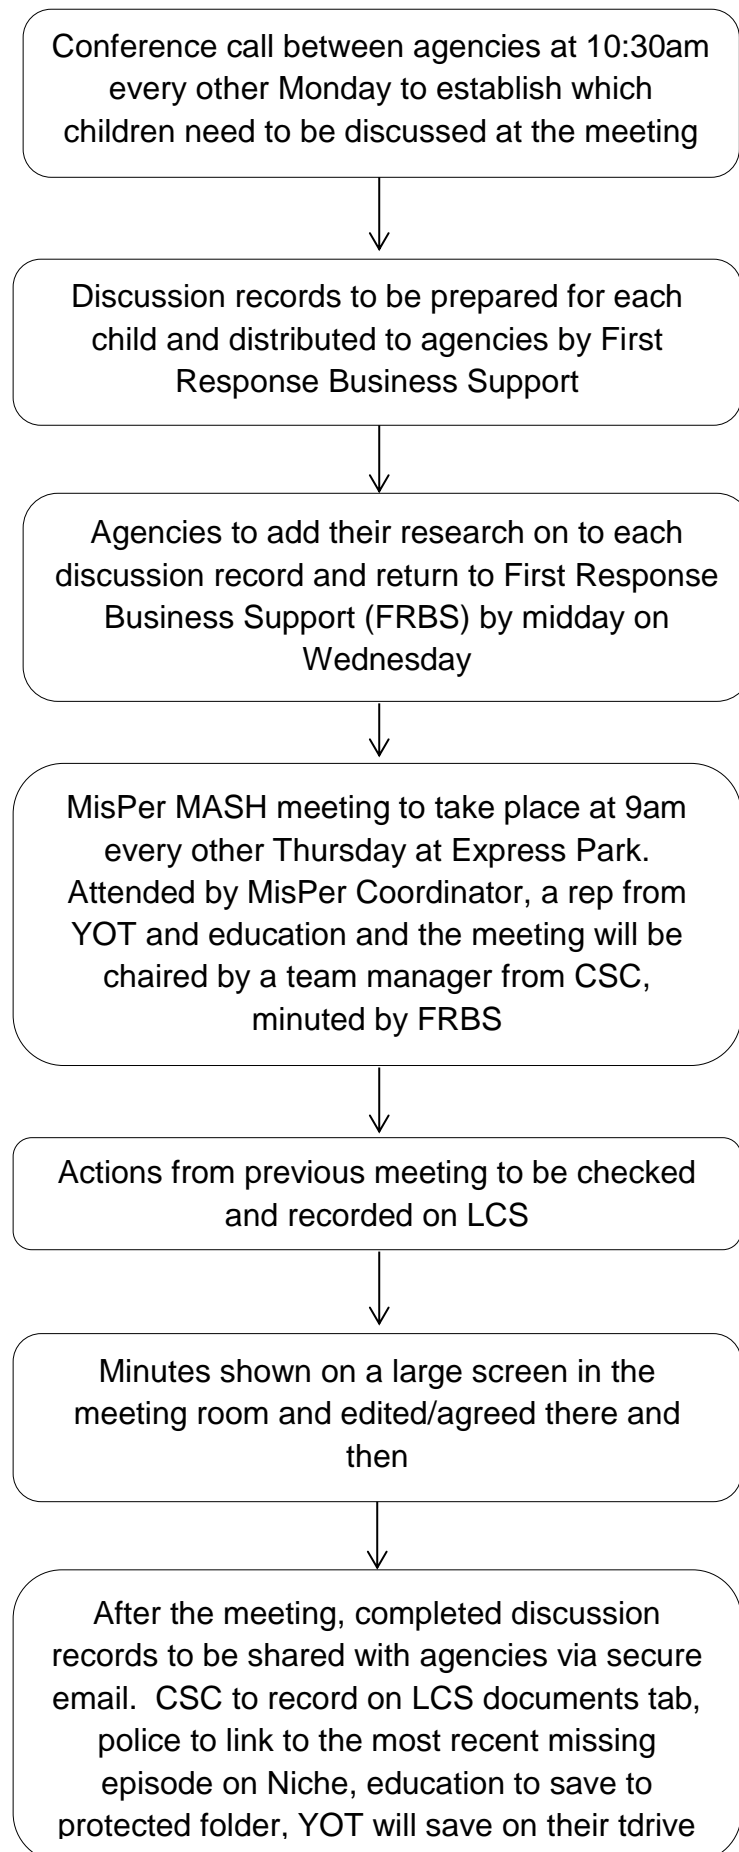 Conference call between agencies at 10:30am
every other Monday to establish which
children need to be discussed at the meeting
Discussion records to be prepared for each
child and distributed to agencies by First
Response Business Support
Agencies to add their research on to each
discussion record and return to First Response
Business Support (FRBS) by midday on
Wednesday
MisPer MASH meeting to take place at 9am
every other Thursday at Express Park.
Attended by MisPer Coordinator, a rep from
YOT and education and the meeting will be
chaired by a team manager from CSC,
minuted by FRBS
Actions from previous meeting to be checked
and recorded on LCS
Minutes shown on a large screen in the
meeting room and edited/agreed there and
then
After the meeting, completed discussion
records to be shared with agencies via secure
email.  CSC to record on LCS documents tab,
police to link to the most recent missing
episode on Niche, education to save to
protected folder, YOT will save on their tdrive